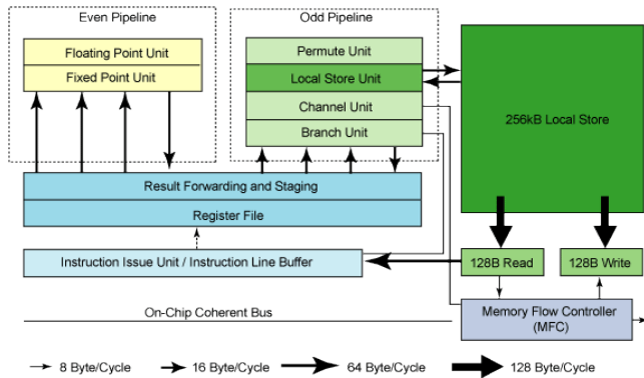 Even Pipeline
Odd Pipeline
Floating Point Unit
Fixed Point Unit
Permute Unit
Local Store Unit
Channel Unit
Branch Unit
256kB Local Store
Result Forwarding and Staging
Register File
Instruction Issue Unit / Instruction Line Buffer
128B Read
128B Write
On-Chip Coherent Bus
Memory Flow Controller
(MFC)
8 Byte/Cycle
16 Byte/Cycle
64 Byte/Cycle
128 Byte/Cycle